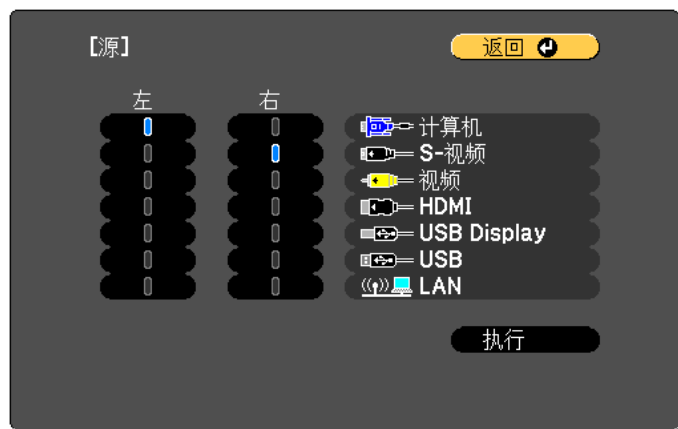 【源】
返回
左 右
计算机
S-视频
视频
HDMI
USB Display
USB
LAN
执行